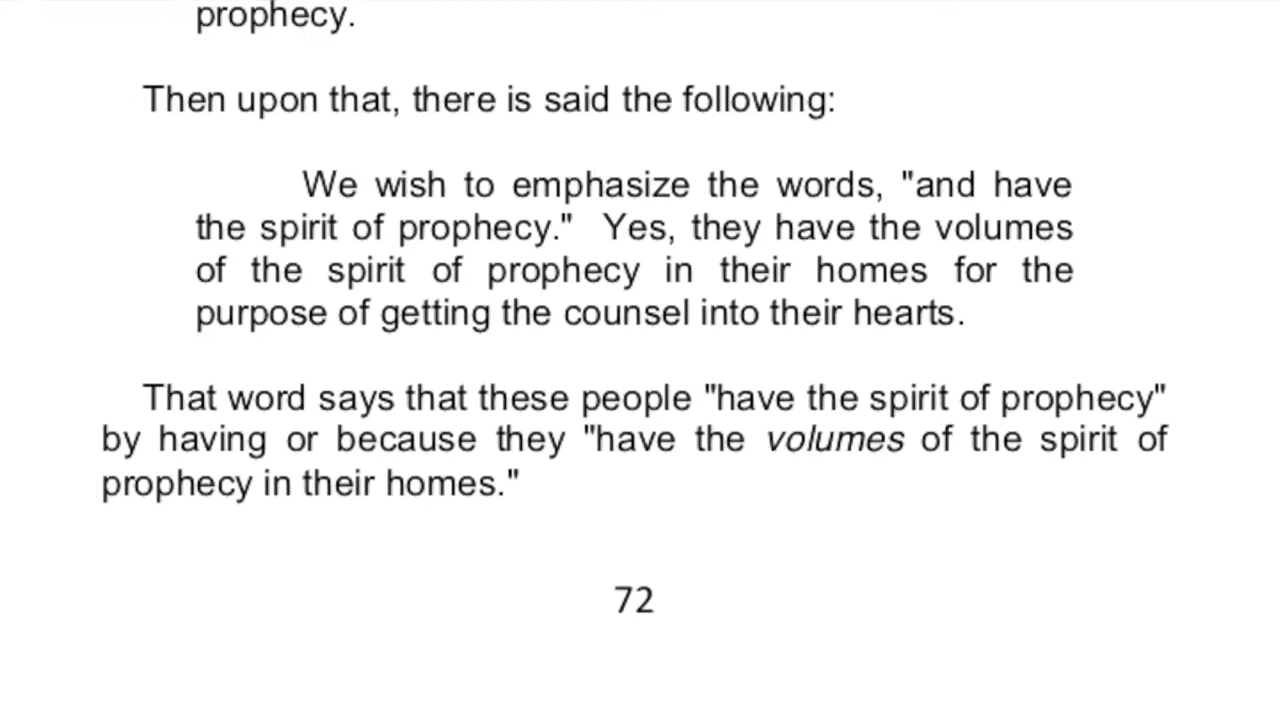 prophecy.
Then upon that, there is said the following:
We wish to emphasize the words, "and have
the spirit of prophecy." Yes, they have the volumes
of the spirit of prophecy in their homes for the
purpose of getting the counsel into their hearts.
That word says that these people "have the spirit of prophecy"
by having or because they "have the volumes of the spirit of
prophecy in their homes."
72